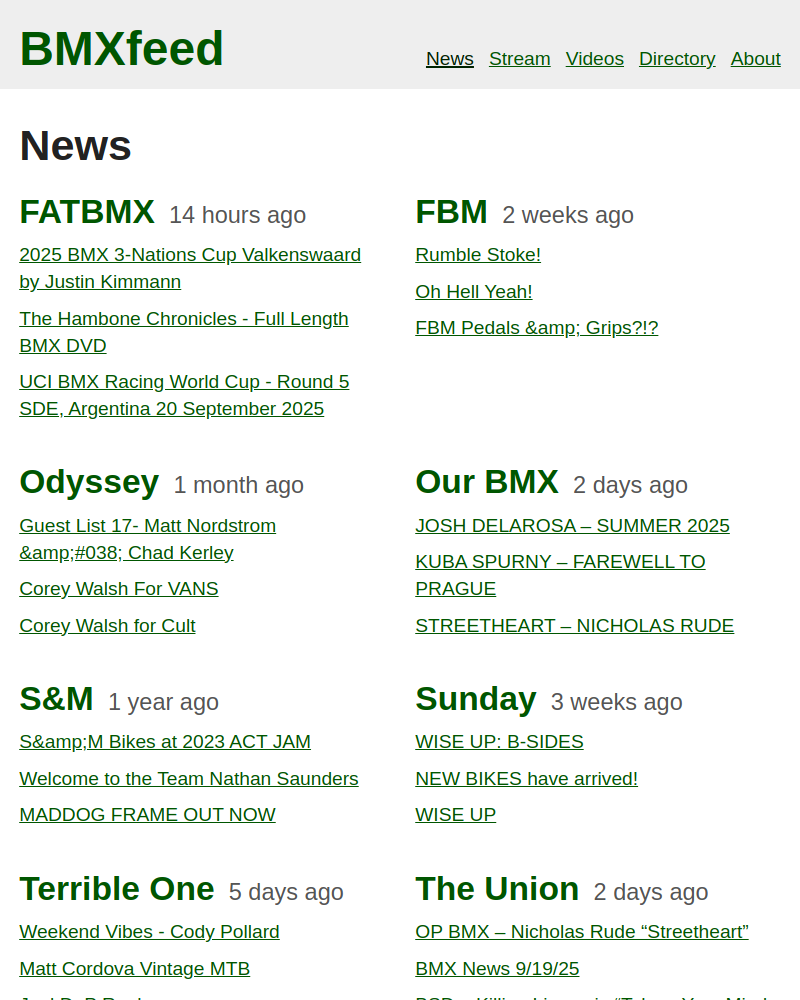 BMXfeed
News Stream Videos Directory About
News
FATBMX 14 hours ago
2025 BMX 3-Nations Cup Valkenswaard
by Justin Kimmann
The Hambone Chronicles - Full Length
BMX DVD
UCI BMX Racing World Cup - Round 5
SDE, Argentina 20 September 2025
FBM 2 weeks ago
Rumble Stoke!
Oh Hell Yeah!
FBM Pedals &amp; Grips?!?
Odyssey 1 month ago
Guest List 17- Matt Nordstrom
&amp;#038; Chad Kerley
Corey Walsh For VANS
Corey Walsh for Cult
Our BMX 2 days ago
JOSH DELAROSA – SUMMER 2025
KUBA SPURNY – FAREWELL TO
PRAGUE
STREETHEART – NICHOLAS RUDE
S&M 1 year ago
S&amp;M Bikes at 2023 ACT JAM
Welcome to the Team Nathan Saunders
MADDOG FRAME OUT NOW
Sunday 3 weeks ago
WISE UP: B-SIDES
NEW BIKES have arrived!
WISE UP
Terrible One 5 days ago
Weekend Vibes - Cody Pollard
Matt Cordova Vintage MTB
The Union 2 days ago
OP BMX – Nicholas Rude “Streetheart”
BMX News 9/19/25